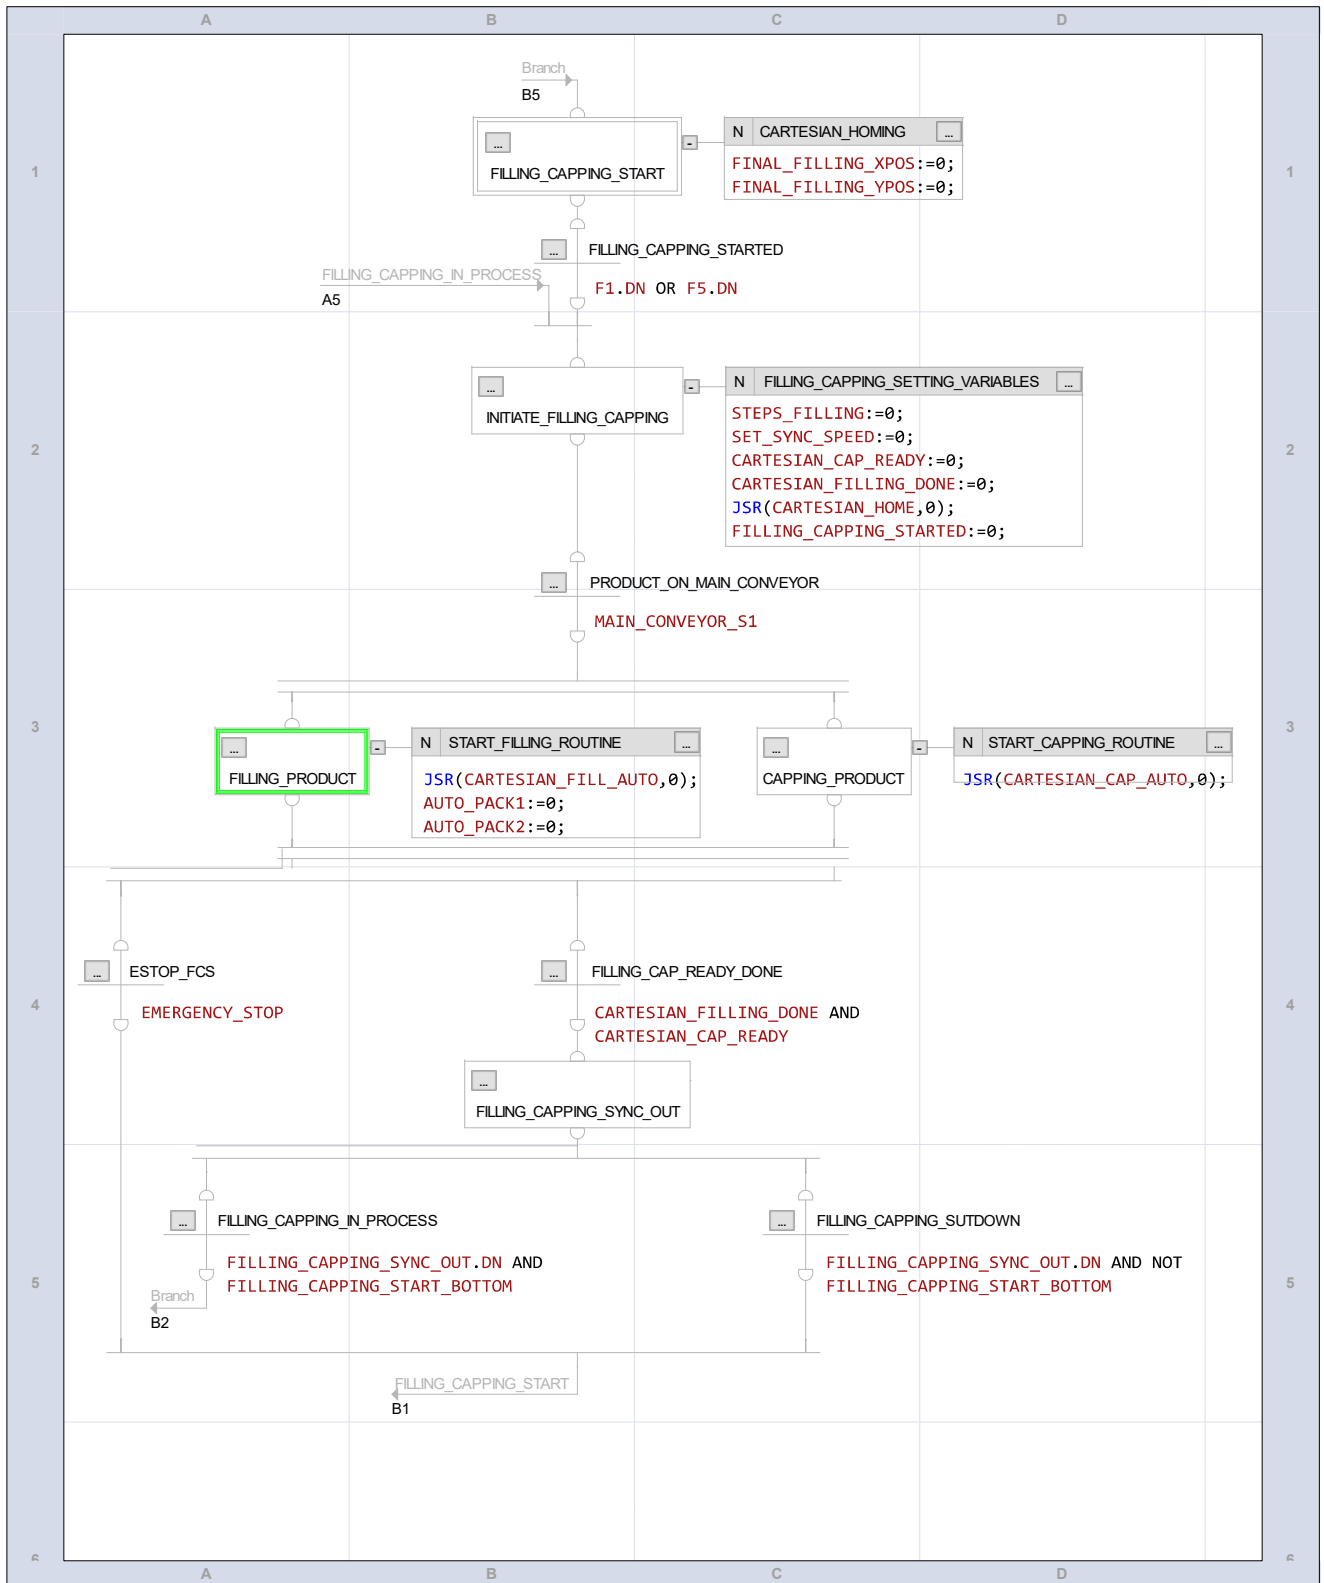 A B C D
Branch
B5
... N CARTESIAN_HOMING ...
FILLING_CAPPING_START
FINAL_FILLING_XPOS:=0;
FINAL_FILLING_YPOS:=0;
1 1
... FILLING_CAPPING_STARTED
FILLING_CAPPING_IN_PROCESS
A5
F1.DN OR F5.DN
... N FILLING_CAPPING_SETTING_VARIABLES ...
INITIATE_FILLING_CAPPING
STEPS_FILLING:=0;
SET_SYNC_SPEED:=0;
CARTESIAN_CAP_READY:=0;
CARTESIAN_FILLING_DONE:=0;
JSR(CARTESIAN_HOME,0);
FILLING_CAPPING_STARTED:=0;
2 2
... PRODUCT_ON_MAIN_CONVEYOR
MAIN_CONVEYOR_S1
3 3
... N START_FILLING_ROUTINE ...
FILLING_PRODUCT
JSR(CARTESIAN_FILL_AUTO,0);
AUTO_PACK1:=0;
AUTO_PACK2:=0;
... N START_CAPPING_ROUTINE ...
CAPPING_PRODUCT
JSR(CARTESIAN_CAP_AUTO,0);
... ESTOP_FCS
EMERGENCY_STOP
... FILLING_CAP_READY_DONE
CARTESIAN_FILLING_DONE AND
CARTESIAN_CAP_READY
4 4
...
FILLING_CAPPING_SYNC_OUT
... FILLING_CAPPING_IN_PROCESS
FILLING_CAPPING_SYNC_OUT.DN AND
FILLING_CAPPING_START_BOTTOM
... FILLING_CAPPING_SUTDOWN
FILLING_CAPPING_SYNC_OUT.DN AND NOT
FILLING_CAPPING_START_BOTTOM
5 5
Branch
B2
FILLING_CAPPING_START
B1
6 6
A B C D